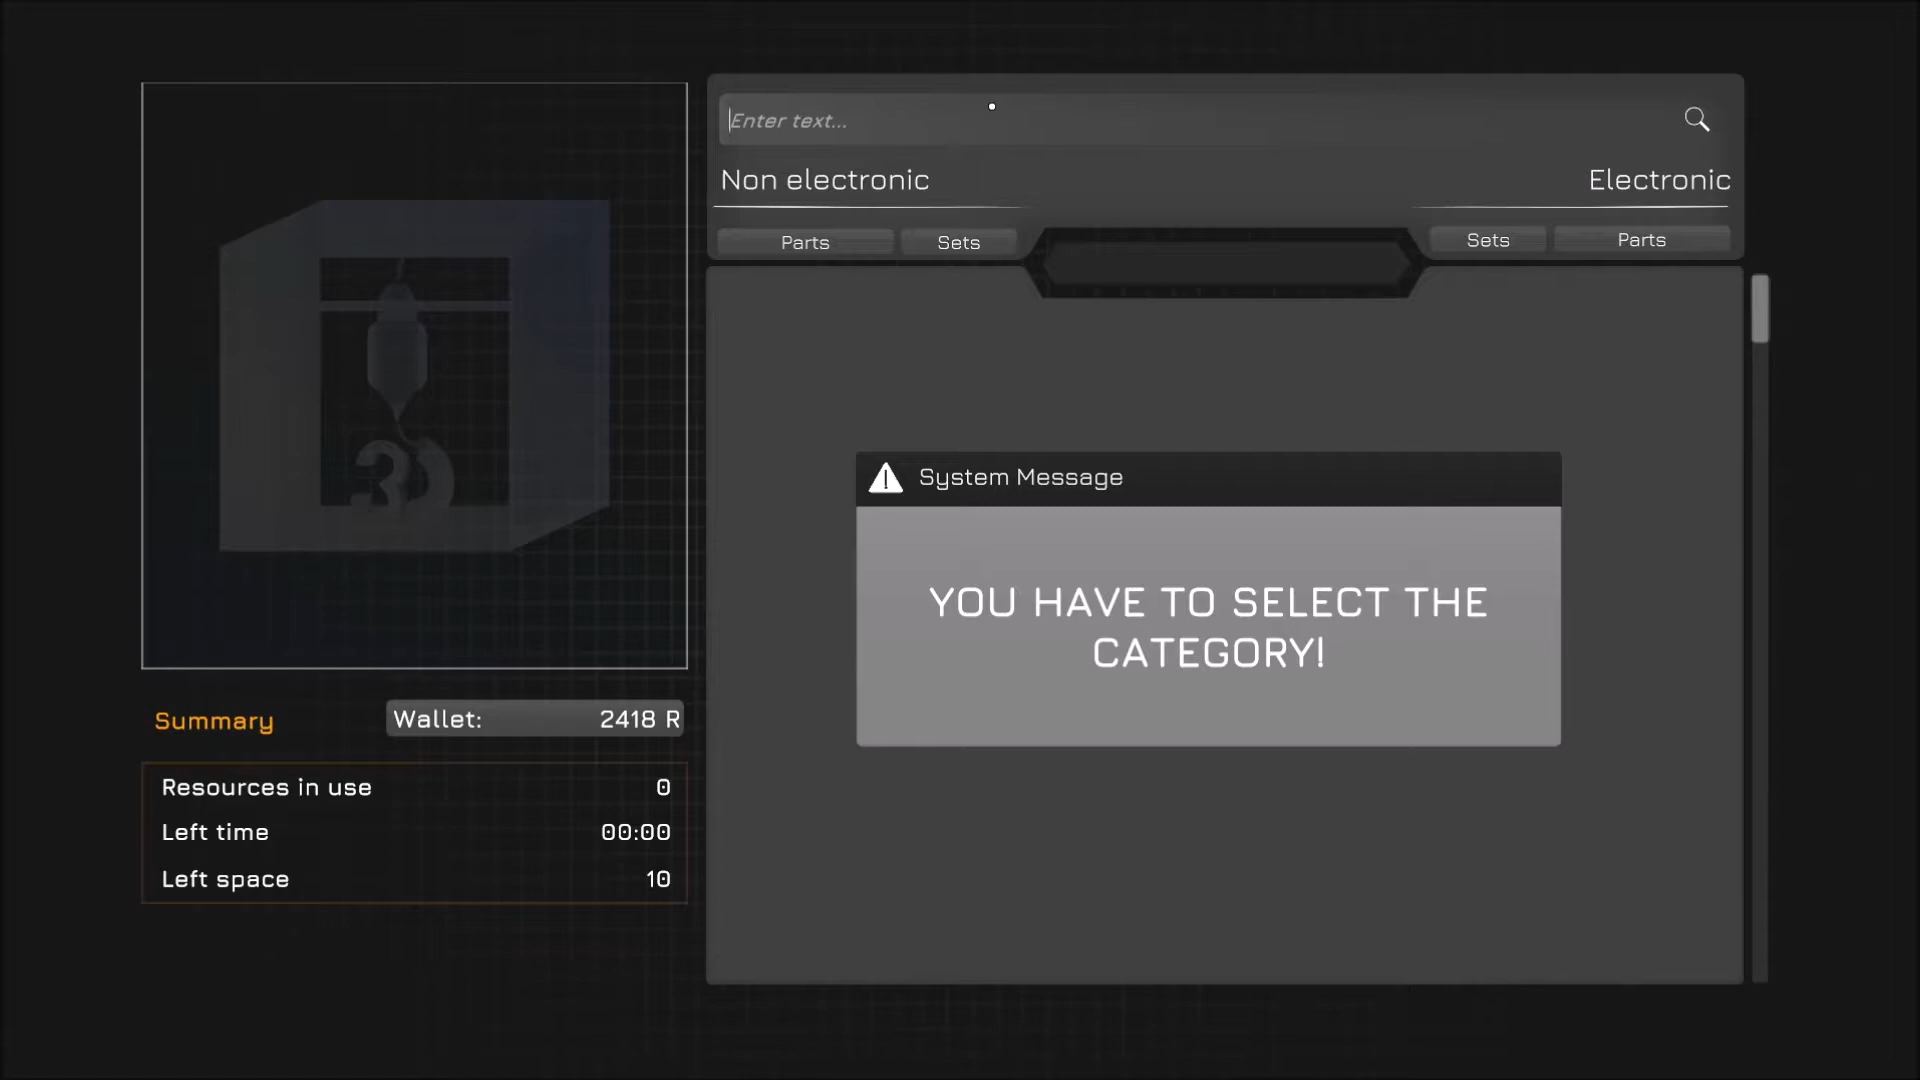 Enter text...
Non electronic
Electronic
Parts
Sets
Sets
Parts
3D
System Message
YOU HAVE TO SELECT THE
CATEGORY!
Summary
Wallet: 2418 R
Resources in use 0
Left time 00:00
Left space 10